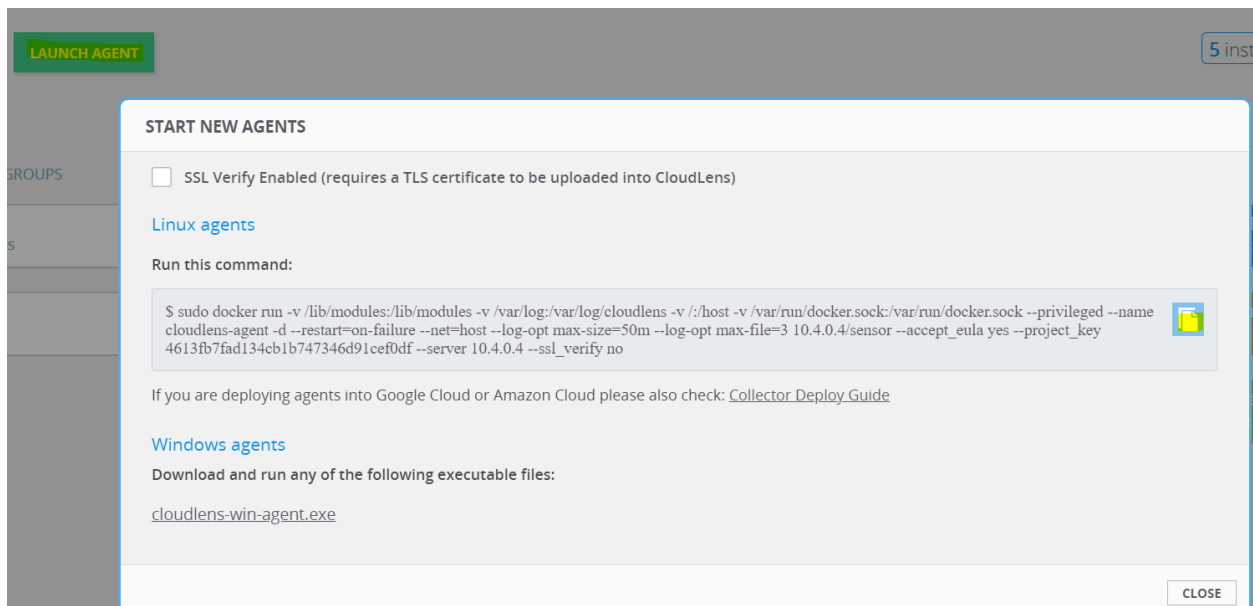 LAUNCH AGENT
5 inst
START NEW AGENTS
GROUPS
SSL Verify Enabled (requires a TLS certificate to be uploaded into CloudLens)
s
Linux agents
Run this command:
$ sudo docker run -v /lib/modules:/lib/modules -v /var/log:/var/log/cloudlens -v /:/host -v /var/run/docker.sock:/var/run/docker.sock --privileged --name
cloudlens-agent -d --restart=on-failure --net=host --log-opt max-size=50m --log-opt max-file=3 10.4.0.4/sensor --accept_eula yes --project_key
4613fb7fad134cb1b747346d91cef0df --server 10.4.0.4 --ssl_verify no
If you are deploying agents into Google Cloud or Amazon Cloud please also check: Collector Deploy Guide
Windows agents
Download and run any of the following executable files:
cloudlens-win-agent.exe
CLOSE